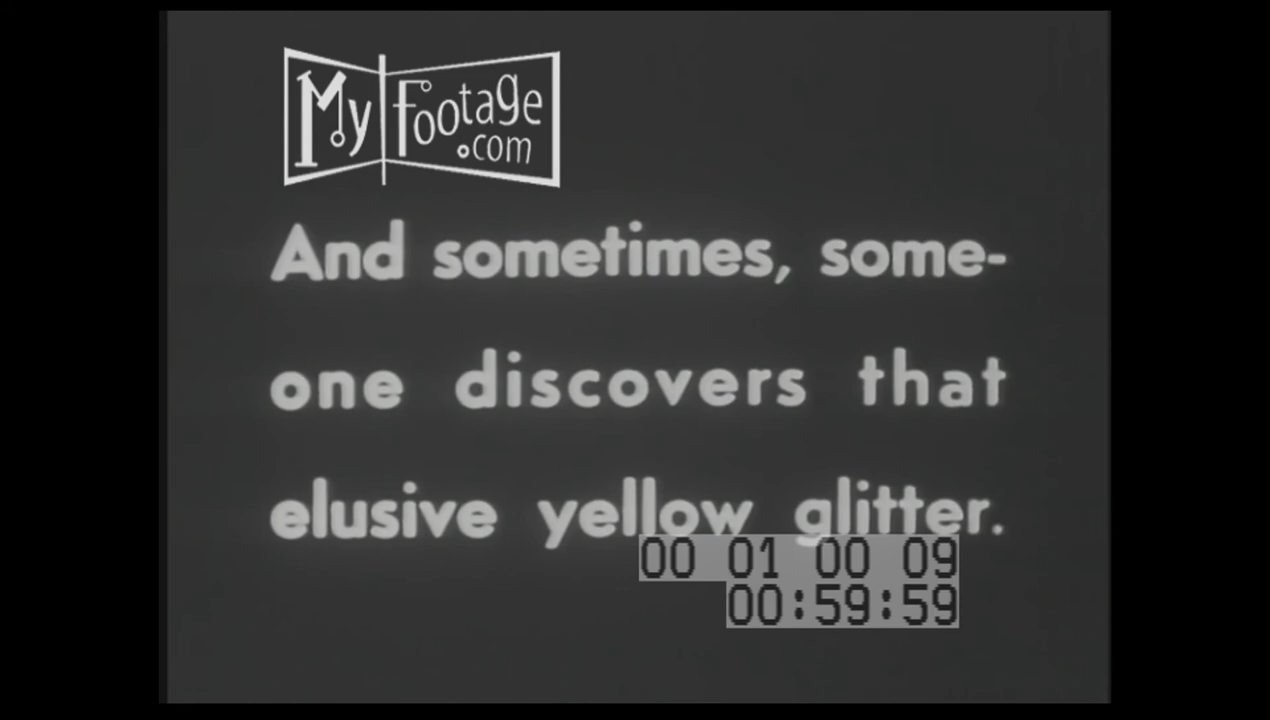 My Footage
.com
And sometimes, some-
one discovers that
elusive yellow glitter.
00 01 00 09
00:59:59